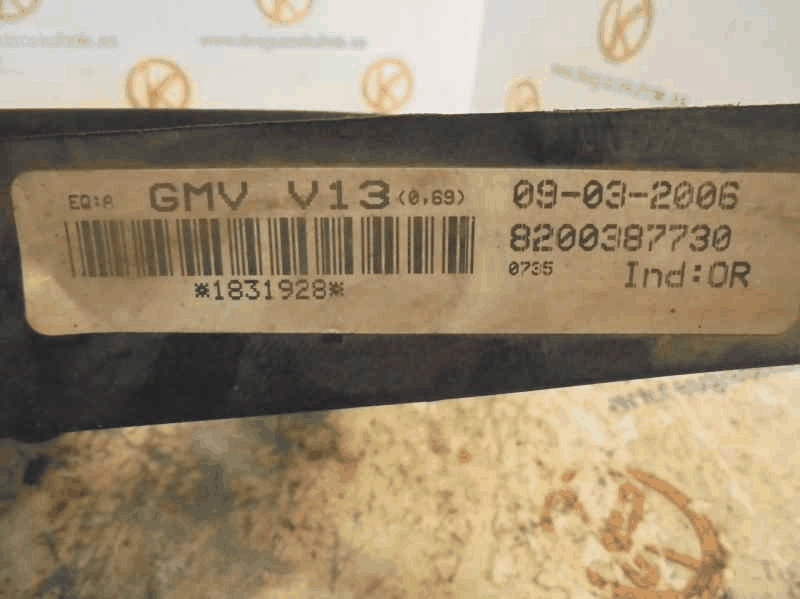 EQ:A GMV V13 (0,69) 09-03-2006
8200387730
0735 Ind:OR
*1831928*